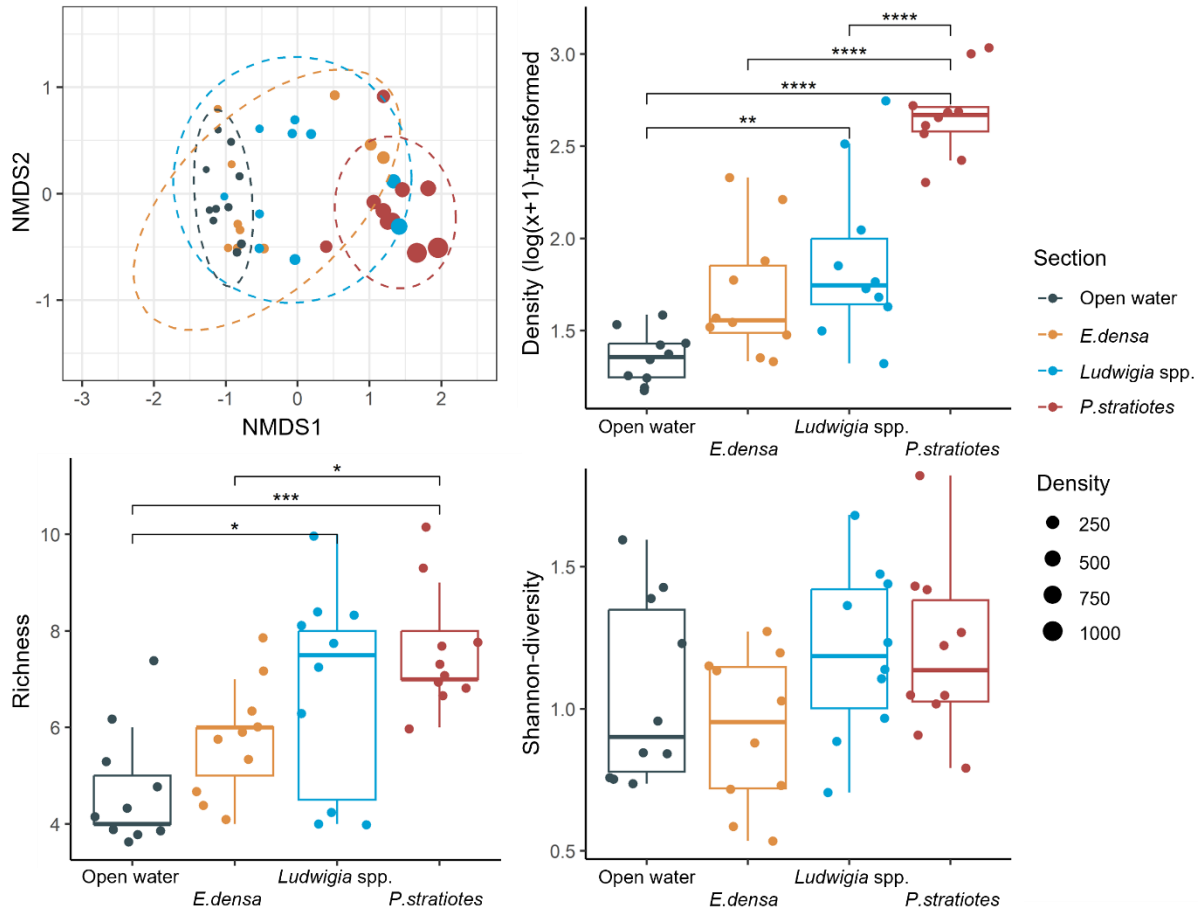 1
0
-1
-3
-2
-1
0
1
2
NMDS2
NMDS1
****
****
****
**
3.0
2.5
2.0
1.5
Density (log(x+1)-transformed
Open water
E.densa
Ludwigia spp.
P.stratiotes
Section
Open water
E.densa
Ludwigia spp.
P.stratiotes
Density
250
500
750
1000
*
***
*
10
8
6
4
Richness
Open water
E.densa
Ludwigia spp.
P.stratiotes
1.5
1.0
0.5
Shannon-diversity
Open water
E.densa
Ludwigia spp.
P.stratiotes